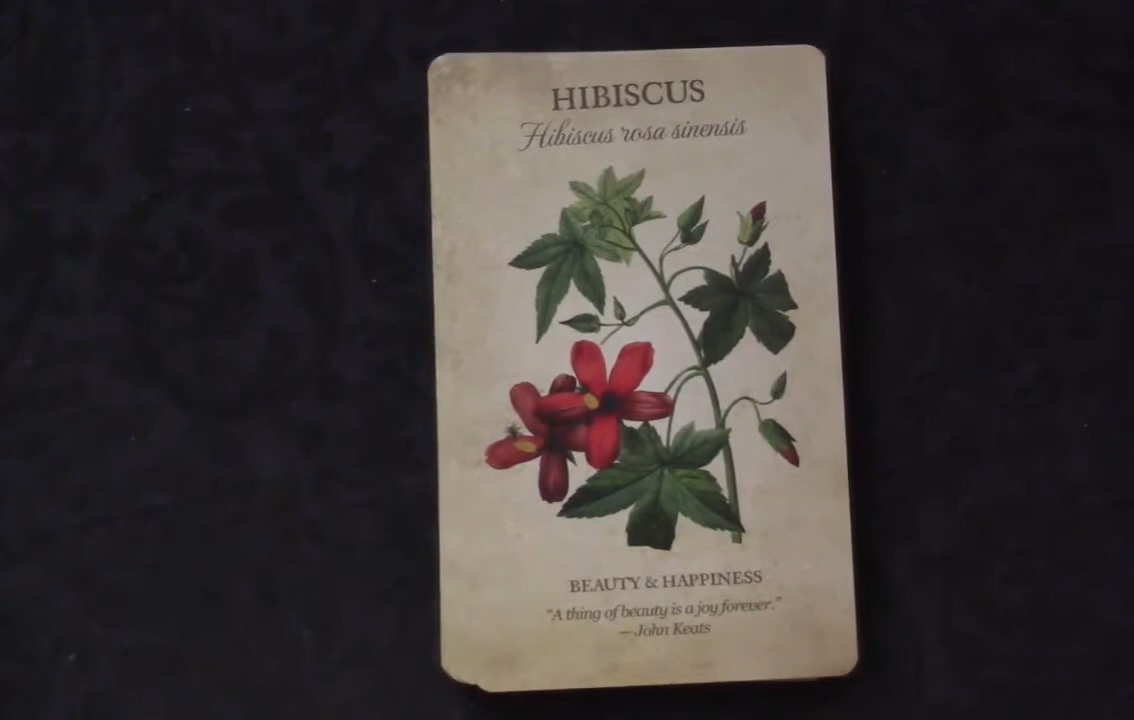 HIBISCUS
Hibiscus rosa sinensis
BEAUTY & HAPPINESS
“A thing of beauty is a joy forever.”
—John Keats